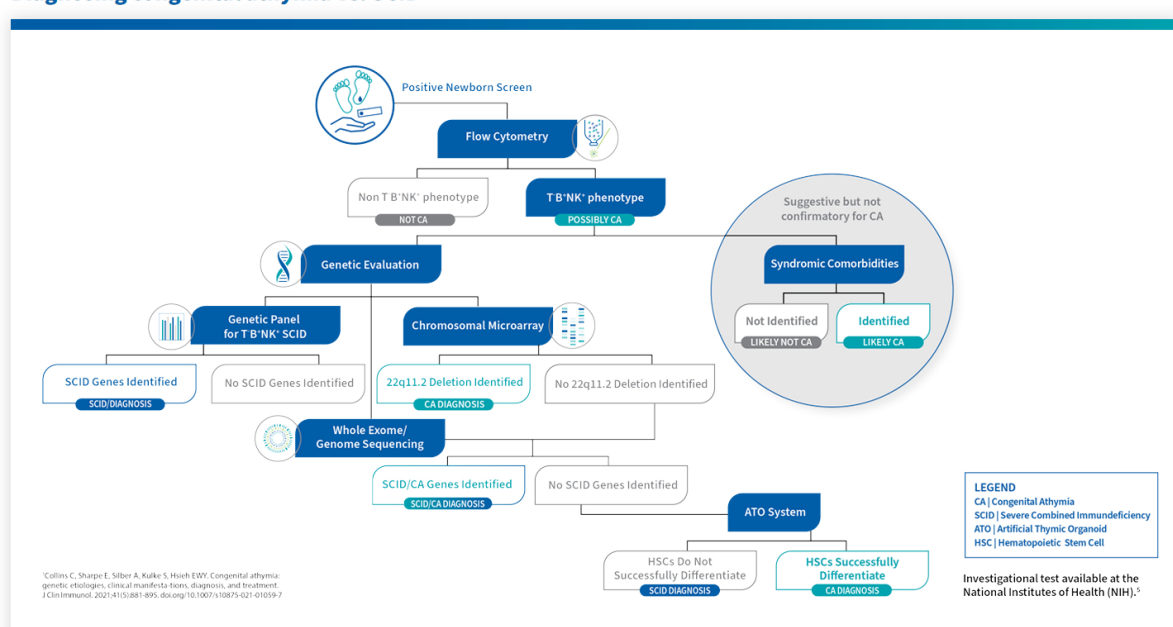 Positive Newborn Screen
Flow Cytometry
Non T⁻B⁺NK⁺ phenotype
NOT CA
T⁻B⁺NK⁺ phenotype
POSSIBLY CA
Suggestive but not
confirmatory for CA
Genetic Evaluation
Syndromic Comorbidities
Not Identified
LIKELY NOT CA
Identified
LIKELY CA
Genetic Panel
for T⁻B⁺NK⁺ SCID
Chromosomal Microarray
SCID Genes Identified
SCID/DIAGNOSIS
No SCID Genes Identified
22q11.2 Deletion Identified
CA DIAGNOSIS
No 22q11.2 Deletion Identified
Whole Exome/
Genome Sequencing
SCID/CA Genes Identified
SCID/CA DIAGNOSIS
No SCID Genes Identified
ATO System
HSCs Do Not
Successfully Differentiate
SCID DIAGNOSIS
HSCs Successfully
Differentiate
CA DIAGNOSIS
LEGEND
CA | Congenital Athymia
SCID | Severe Combined Immundeficiency
ATO | Artificial Thymic Organoid
HSC | Hematopoietic Stem Cell
Investigational test available at the
National Institutes of Health (NIH).⁵
¹Collins C, Sharpe E, Silber A, Kulke S, Hsieh EWY. Congenital athymia:
genetic etiologies, clinical manifesta-tions, diagnosis, and treatment.
J Clin Immunol. 2021;41(5):881-895. doi.org/10.1007/s10875-021-01059-7